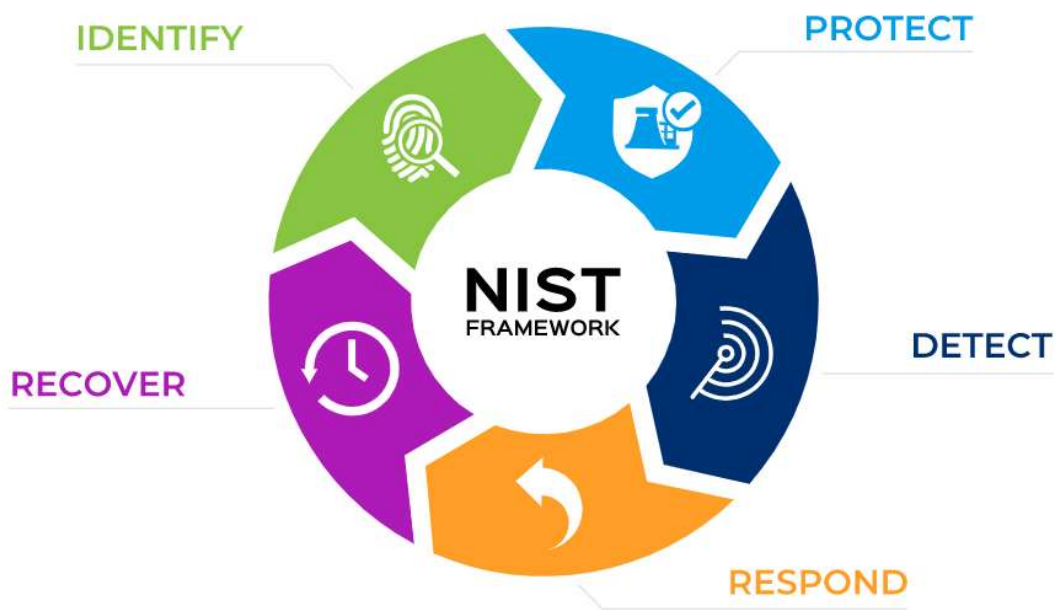 IDENTIFY
PROTECT
NIST
FRAMEWORK
DETECT
RECOVER
RESPOND